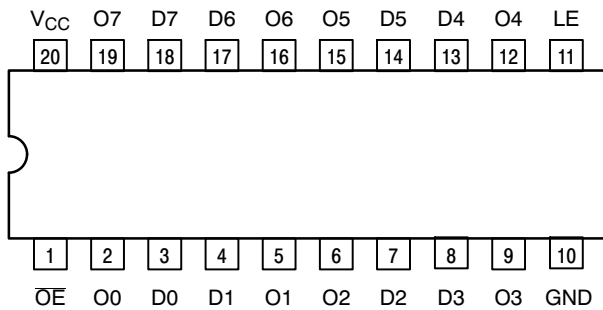 VCC O7 D7 D6 O6 O5 D5 D4 O4 LE
20 19 18 17 16 15 14 13 12 11
1 2 3 4 5 6 7 8 9 10
O̅E̅ O0 D0 D1 O1 O2 D2 D3 O3 GND